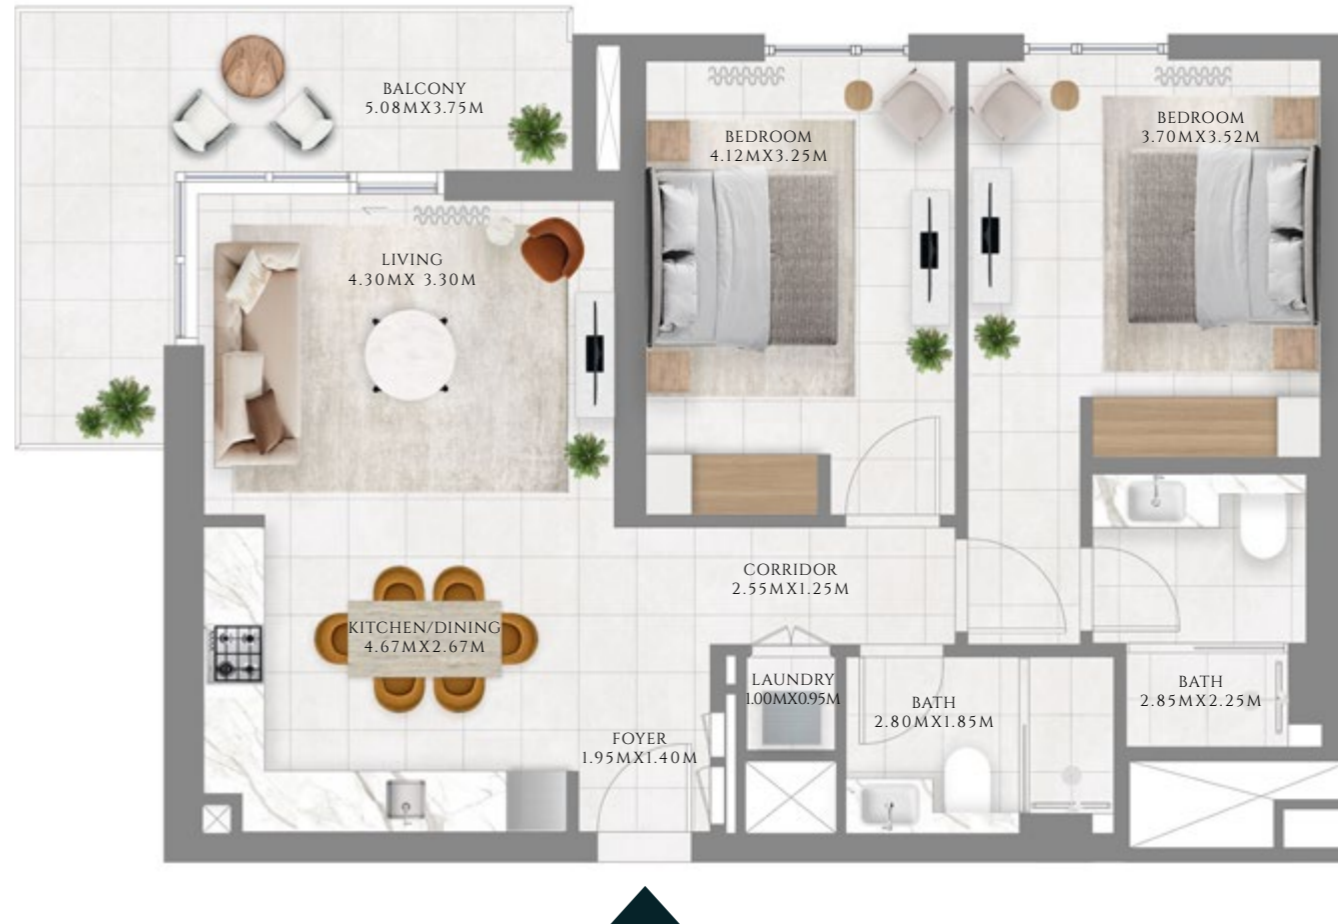 BALCONY
5.08MX3.75M
BEDROOM
4.12MX3.25M
BEDROOM
3.70MX3.52M
LIVING
4.30MX 3.30M
CORRIDOR
2.55MX1.25M
KITCHEN/DINING
4.67MX2.67M
LAUNDRY
1.00MX0.95M
BATH
2.80MX1.85M
BATH
2.85MX2.25M
FOYER
1.95MX1.40M